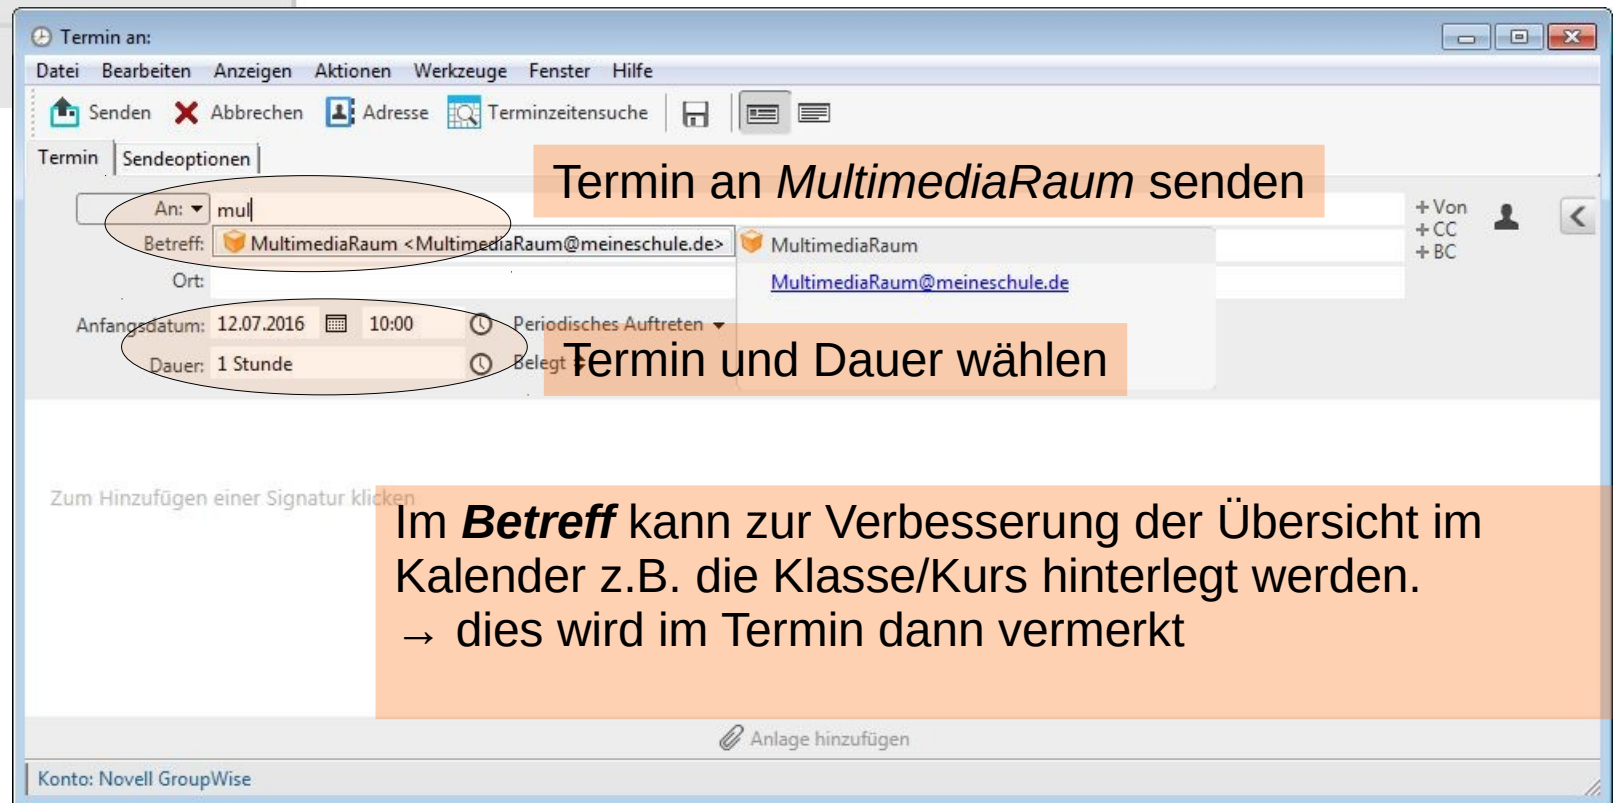 Termin an:
Datei Bearbeiten Anzeigen Aktionen Werkzeuge Fenster Hilfe
Senden Abbrechen Adresse Terminzeitensuche
Termin Sendeoptionen
Termin an MultimediaRaum senden
An: mul
+ Von
+ CC
+ BC
Betreff: MultimediaRaum <MultimediaRaum@meineschule.de> MultimediaRaum
Ort: MultimediaRaum@meineschule.de
Anfangsdatum: 12.07.2016 10:00 Periodisches Auftreten
Dauer: 1 Stunde Belegt
Termin und Dauer wählen
Zum Hinzufügen einer Signatur klicken
Im Betreff kann zur Verbesserung der Übersicht im
Kalender z.B. die Klasse/Kurs hinterlegt werden.
→ dies wird im Termin dann vermerkt
Anlage hinzufügen
Konto: Novell GroupWise